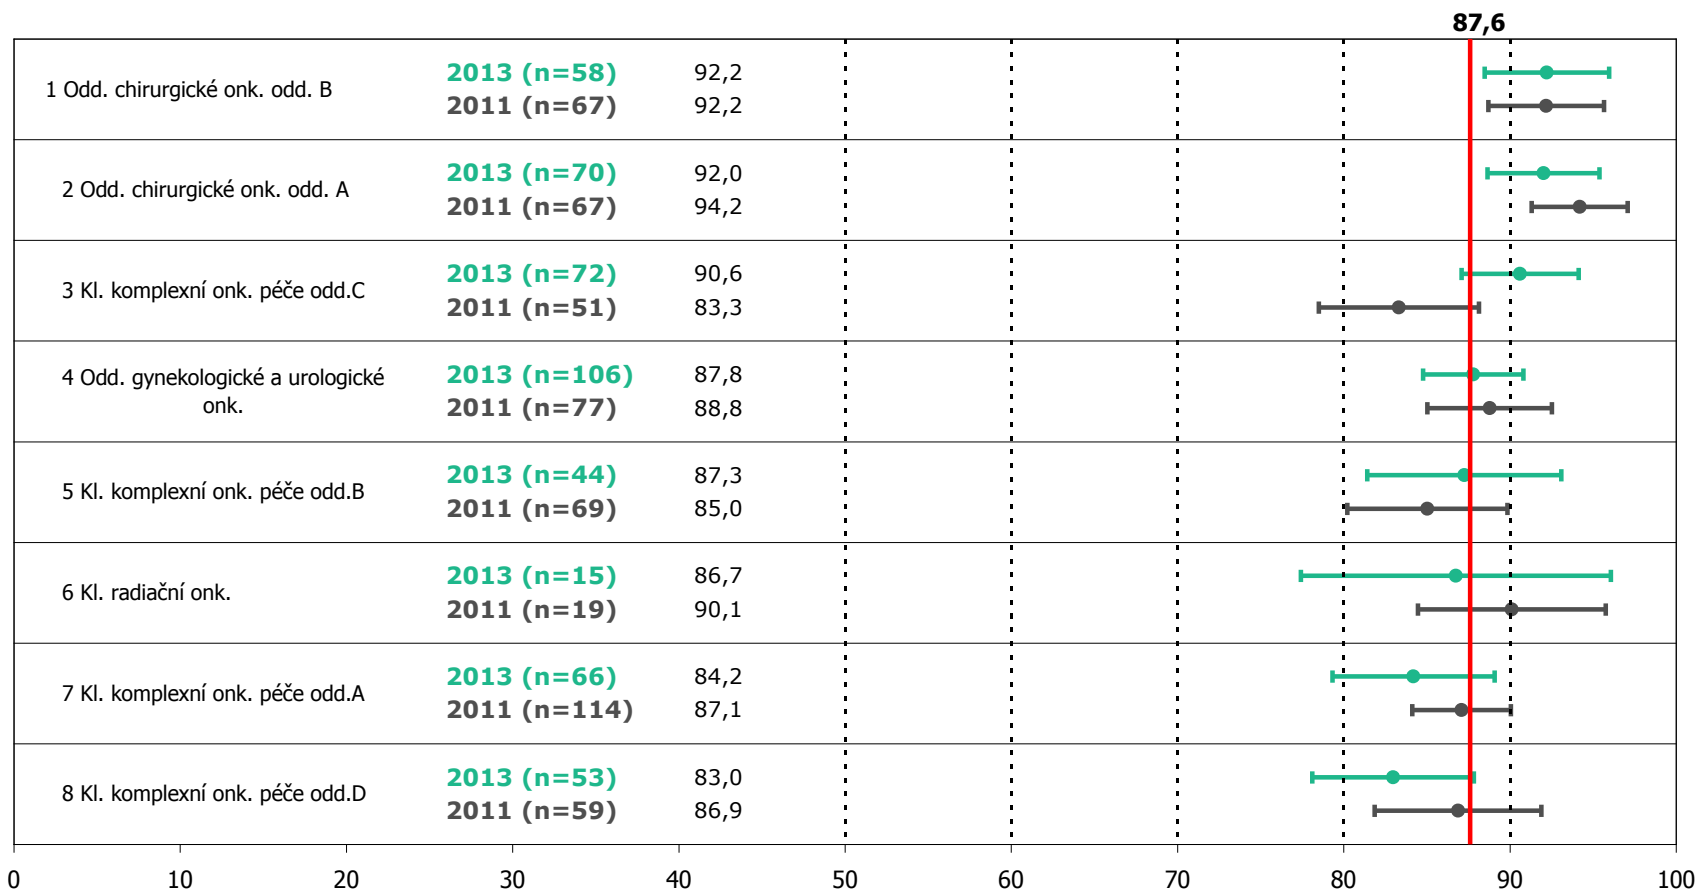 87,6
1 Odd. chirurgické onk. odd. B
2013 (n=58) 92,2
2011 (n=67) 92,2
2 Odd. chirurgické onk. odd. A
2013 (n=70) 92,0
2011 (n=67) 94,2
3 Kl. komplexní onk. péče odd.C
2013 (n=72) 90,6
2011 (n=51) 83,3
4 Odd. gynekologické a urologické
onk.
2013 (n=106) 87,8
2011 (n=77) 88,8
5 Kl. komplexní onk. péče odd.B
2013 (n=44) 87,3
2011 (n=69) 85,0
6 Kl. radiační onk.
2013 (n=15) 86,7
2011 (n=19) 90,1
7 Kl. komplexní onk. péče odd.A
2013 (n=66) 84,2
2011 (n=114) 87,1
8 Kl. komplexní onk. péče odd.D
2013 (n=53) 83,0
2011 (n=59) 86,9
0 10 20 30 40 50 60 70 80 90 100